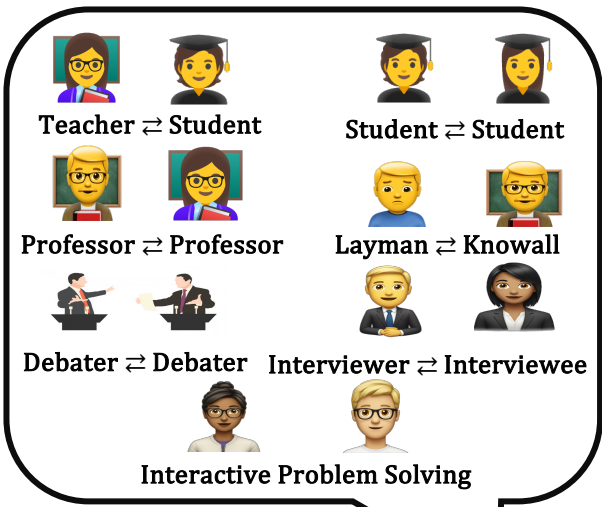 Teacher ⇄ Student
Student ⇄ Student
Professor ⇄ Professor
Layman ⇄ Knowall
Debater ⇄ Debater
Interviewer ⇄ Interviewee
Interactive Problem Solving